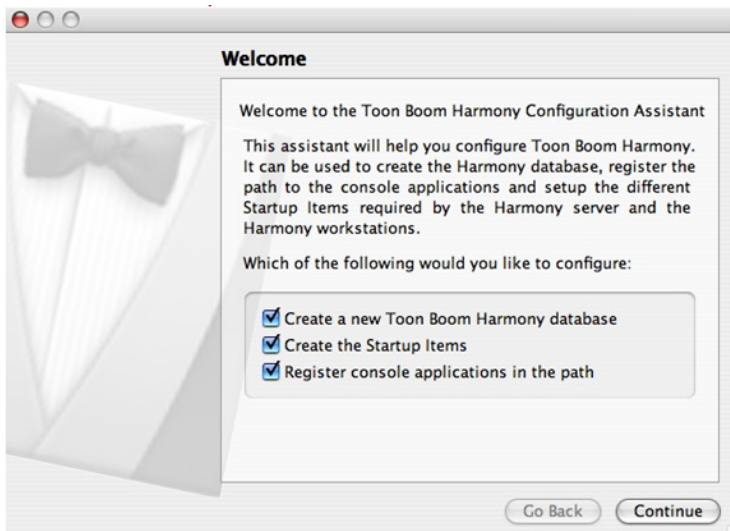 Welcome
Welcome to the Toon Boom Harmony Configuration Assistant
This assistant will help you configure Toon Boom Harmony.
It can be used to create the Harmony database, register the
path to the console applications and setup the different
Startup Items required by the Harmony server and the
Harmony workstations.
Which of the following would you like to configure:
Create a new Toon Boom Harmony database
Create the Startup Items
Register console applications in the path
Go Back
Continue